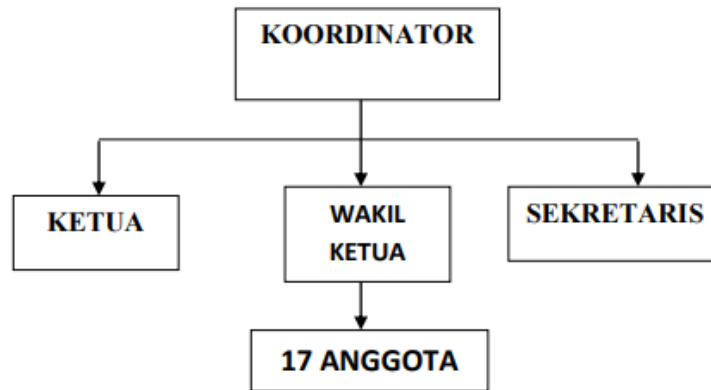 KOORDINATOR
KETUA
WAKIL
KETUA
SEKRETARIS
17 ANGGOTA